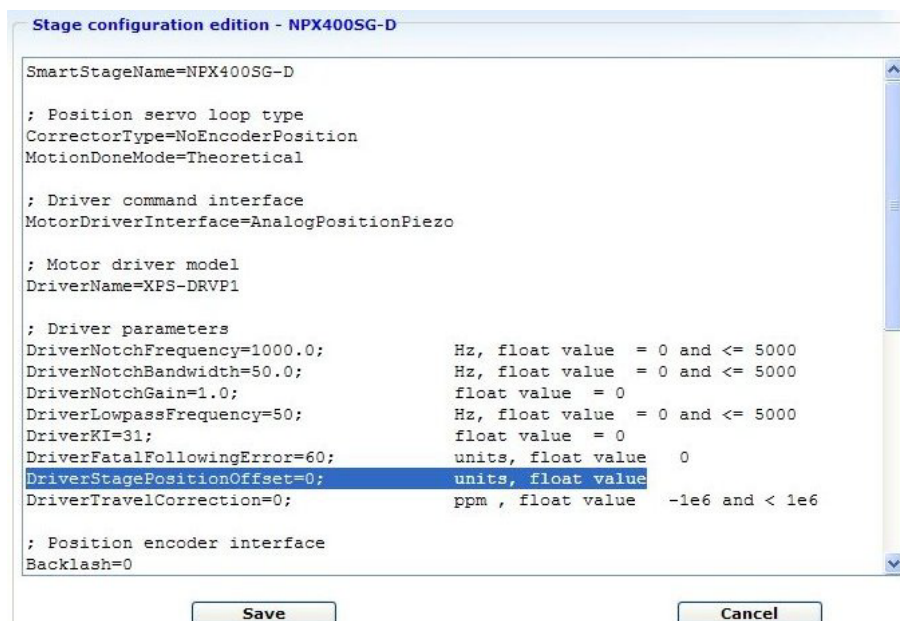 Stage configuration edition - NPX400SG-D
SmartStageName=NPX400SG-D
; Position servo loop type
CorrectorType=NoEncoderPosition
MotionDoneMode=Theoretical
; Driver command interface
MotorDriverInterface=AnalogPositionPiezo
; Motor driver model
DriverName=XPS-DRVP1
; Driver parameters
DriverNotchFrequency=1000.0; Hz, float value = 0 and <= 5000
DriverNotchBandwidth=50.0; Hz, float value = 0 and <= 5000
DriverNotchGain=1.0; float value = 0
DriverLowpassFrequency=50; Hz, float value = 0 and <= 5000
DriverKI=31; float value = 0
DriverFatalFollowingError=60; units, float value 0
DriverStagePositionOffset=0; units, float value
DriverTravelCorrection=0; ppm , float value -1e6 and < 1e6
; Position encoder interface
Backlash=0
Save Cancel